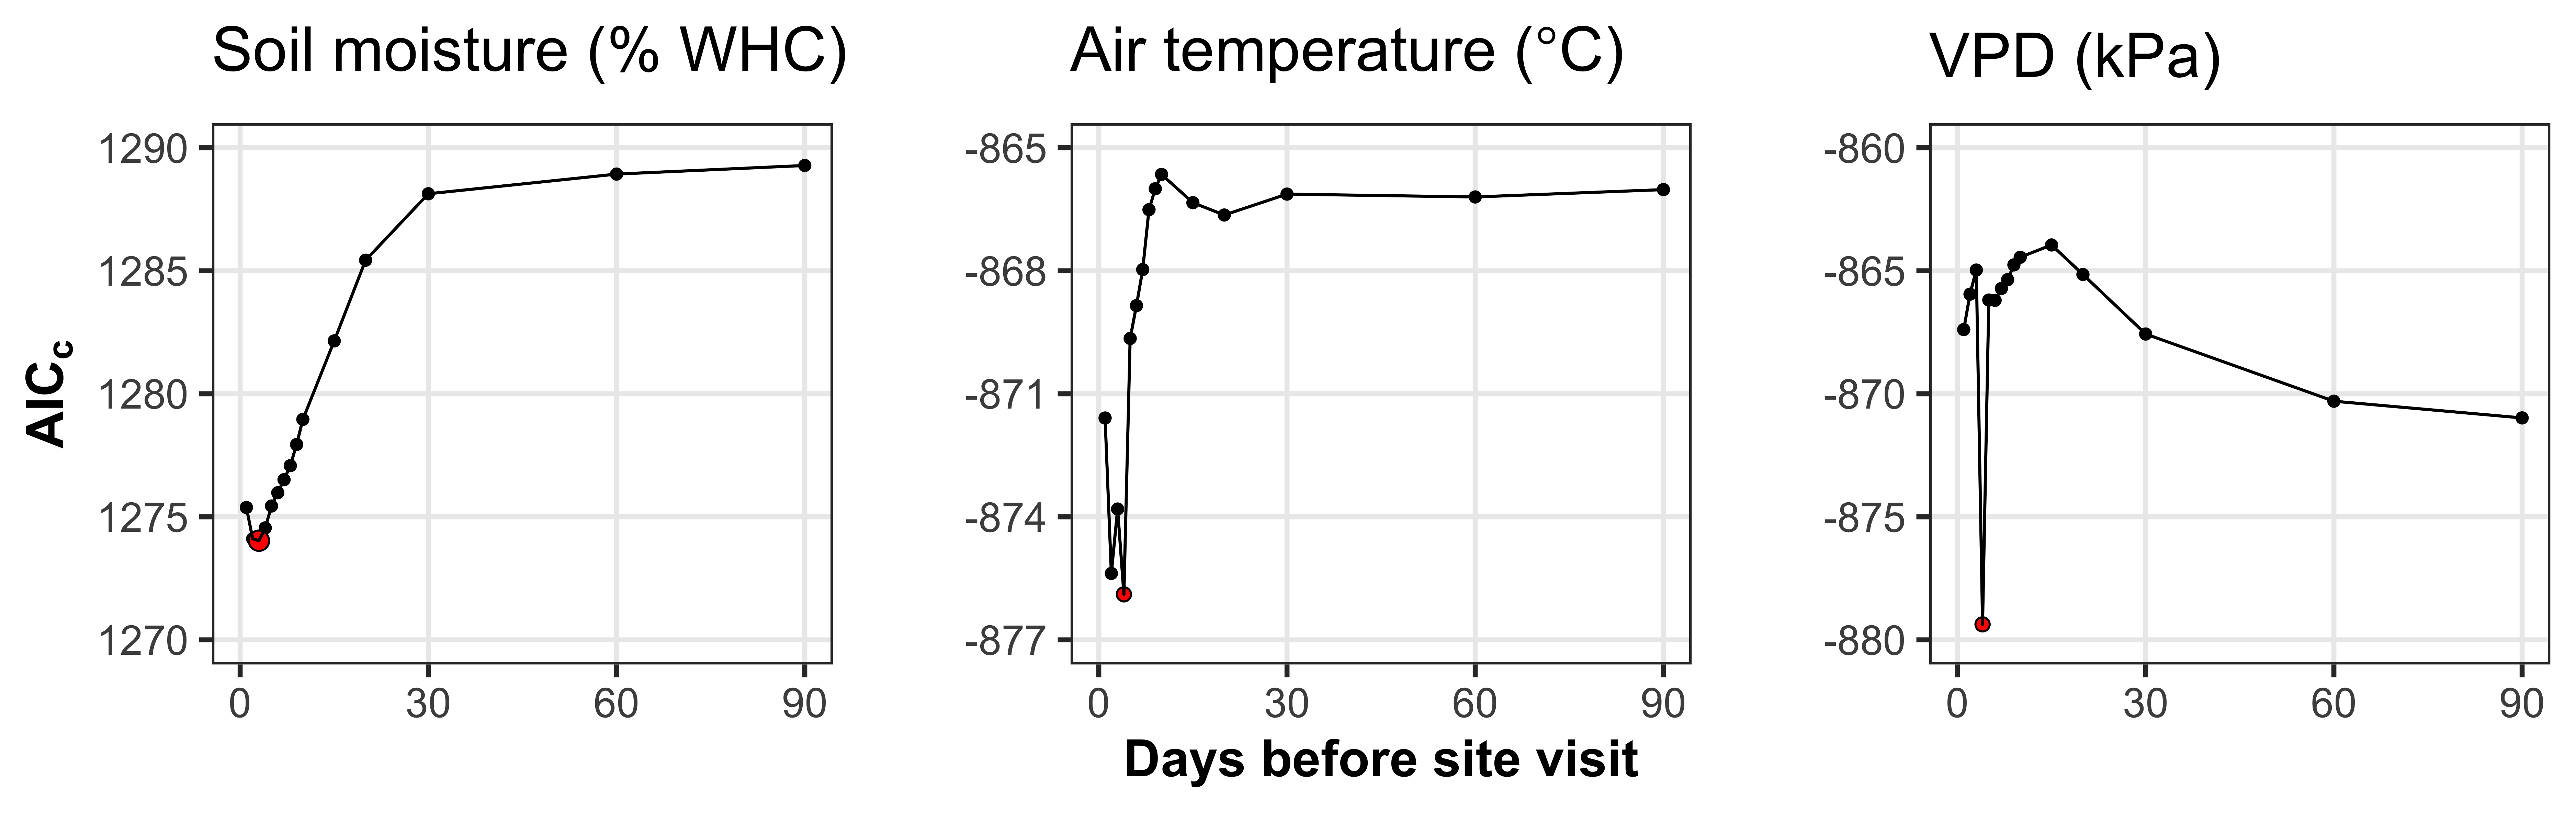 Soil moisture (% WHC)
Air temperature (°C)
VPD (kPa)
AICc
1290
1285
1280
1275
1270
0 30 60 90
-865
-868
-871
-874
-877
0 30 60 90
-860
-865
-870
-875
-880
0 30 60 90
Days before site visit